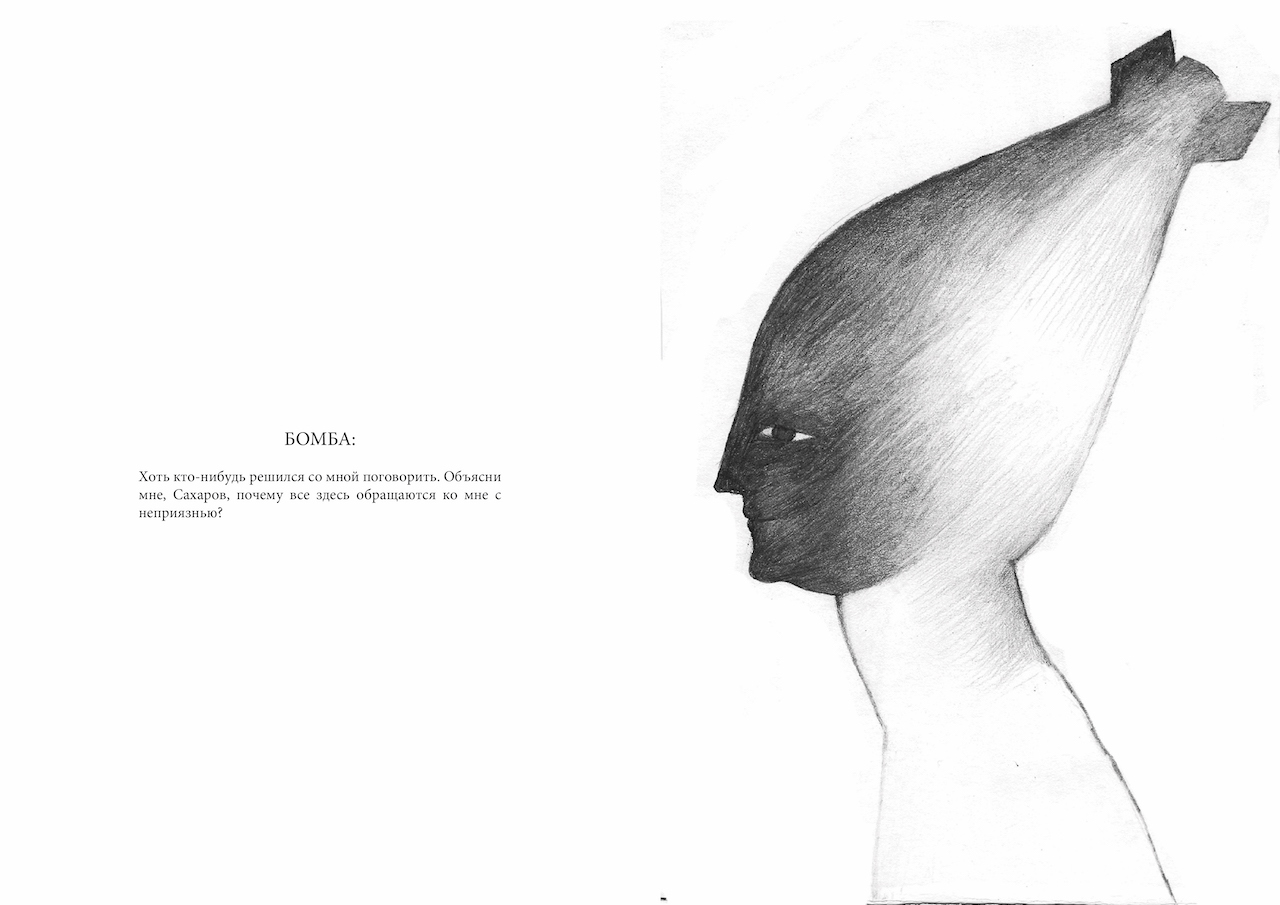 БОМБА:
Хоть кто-нибудь решился со мной поговорить. Объясни
мне, Сахаров, почему все здесь обращаются ко мне с
неприязнью?